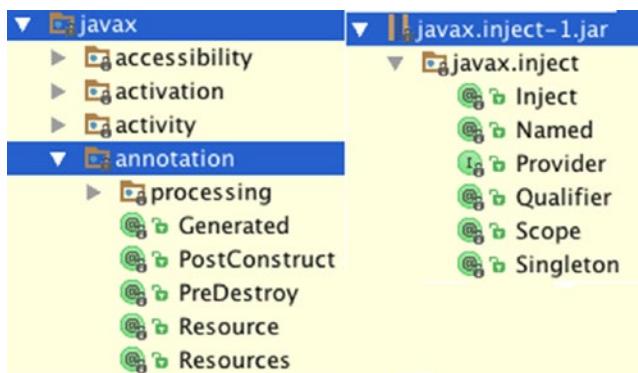 javax
accessibility
activation
activity
annotation
processing
Generated
PostConstruct
PreDestroy
Resource
Resources
javax.inject-1.jar
javax.inject
Inject
Named
Provider
Qualifier
Scope
Singleton